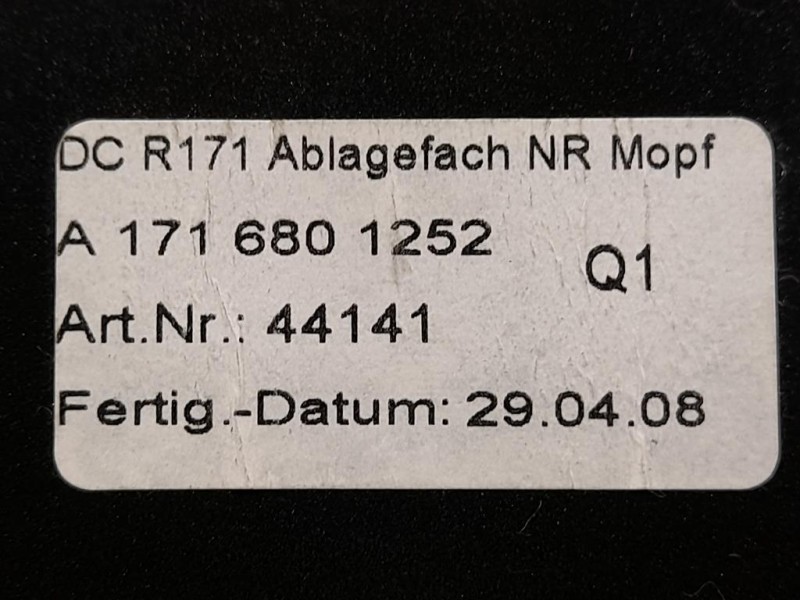 DC R171 Ablagefach NR Mopf
A 171 680 1252
Q1
Art.Nr.: 44141
Fertig.-Datum: 29.04.08